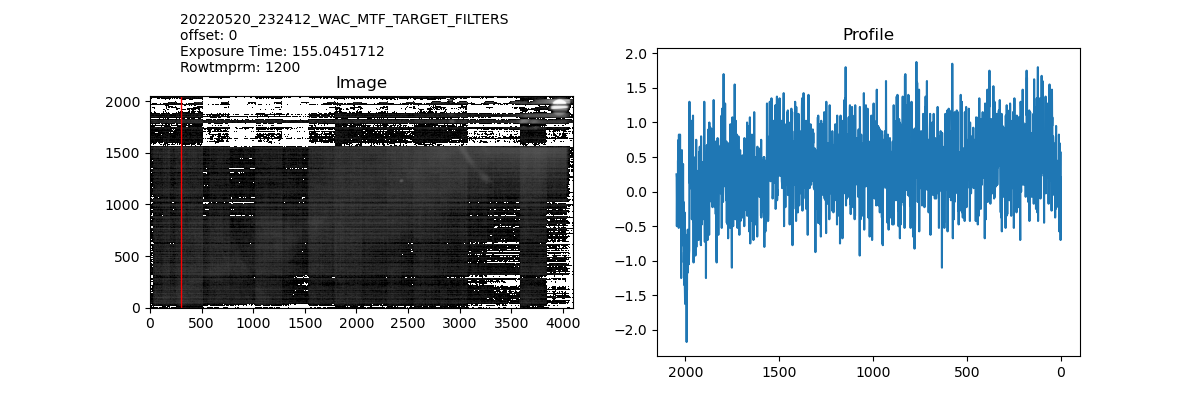 20220520_232412_WAC_MTF_TARGET_FILTERS
offset: 0
Exposure Time: 155.0451712
Rowtmprm: 1200
Image
2000
1500
1000
500
0
0 500 1000 1500 2000 2500 3000 3500 4000
Profile
2.0
1.5
1.0
0.5
0.0
−0.5
−1.0
−1.5
−2.0
2000 1500 1000 500 0